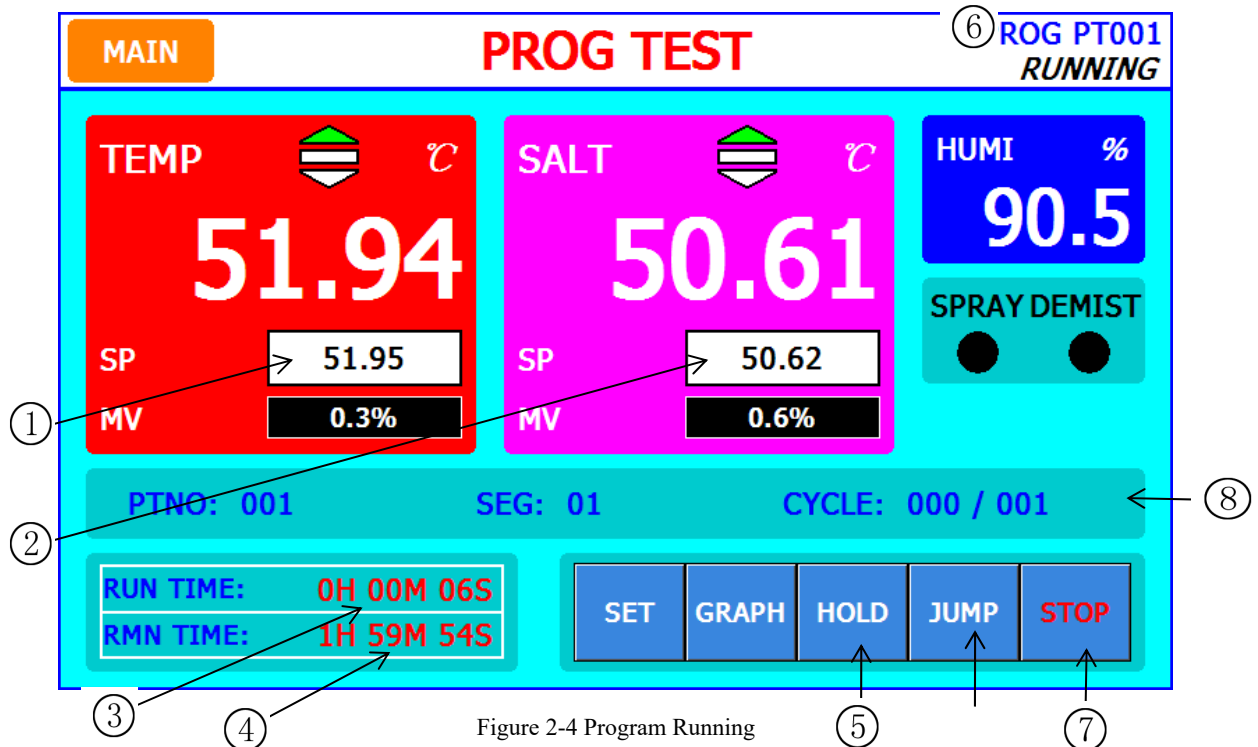 MAIN
PROG TEST
⑥ROG PT001
RUNNING
TEMP ℃
51.94
SP 51.95
MV 0.3%
SALT ℃
50.61
SP 50.62
MV 0.6%
HUMI %
90.5
SPRAY DEMIST
①
②
PTNO: 001 SEG: 01 CYCLE: 000 / 001
⑧
RUN TIME: 0H 00M 06S
RMN TIME: 1H 59M 54S
SET GRAPH HOLD JUMP STOP
③ ④ ⑤ ⑦
Figure 2-4 Program Running